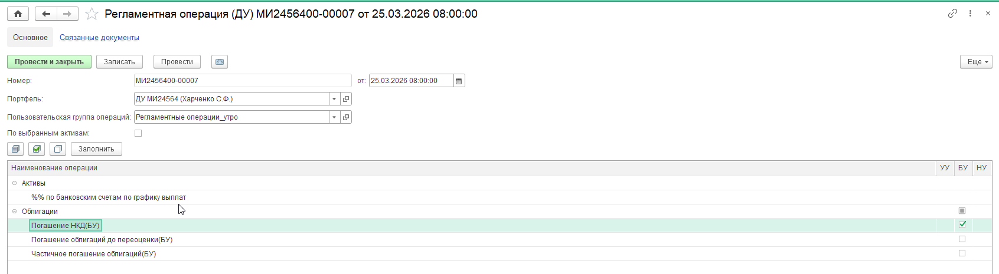 Регламентная операция (ДУ) МИ2456400-00007 от 25.03.2026 08:00:00
Основное Связанные документы
Провести и закрыть Записать Провести Еще
Номер: МИ2456400-00007 от: 25.03.2026 08:00:00
Портфель: ДУ МИ24564 (Харченко С.Ф.)
Пользовательская группа операций: Регламентные операции_утро
По выбранным активам:
Заполнить
Наименование операции УУ БУ НУ
Активы
%% по банковским счетам по графику выплат
Облигации
Погашение НКД(БУ)
Погашение облигаций до переоценки(БУ)
Частичное погашение облигаций(БУ)